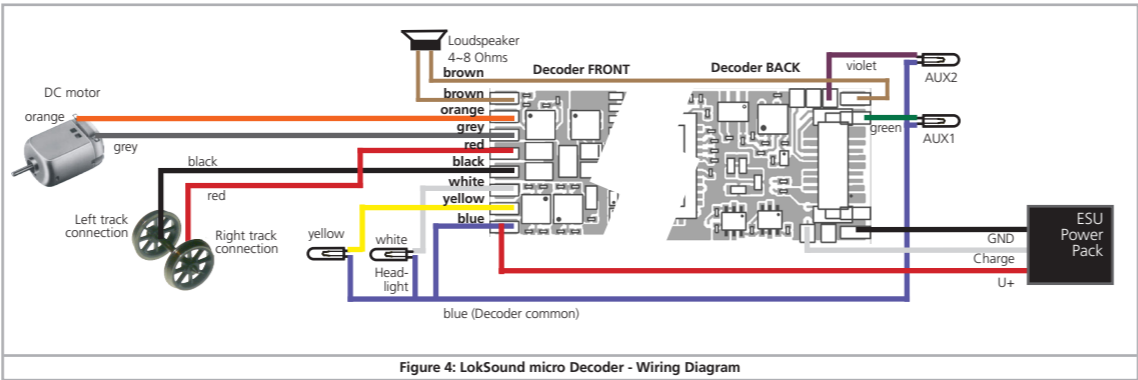 Loudspeaker
4~8 Ohms
brown
Decoder FRONT
Decoder BACK
violet
AUX2
DC motor
brown
orange
orange
grey
grey
green
AUX1
red
black
black
red
white
yellow
blue
Left track
connection
Right track
connection
yellow
white
Head-
light
ESU
Power
Pack
GND
Charge
U+
blue (Decoder common)
Figure 4: LokSound micro Decoder - Wiring Diagram